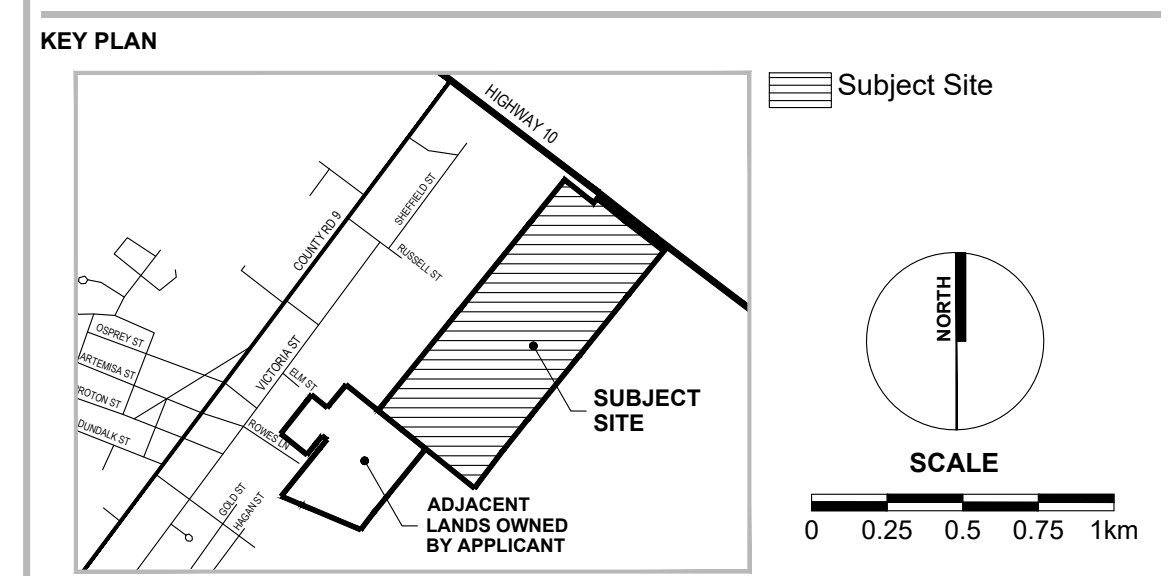 KEY PLAN
HIGHWAY 10
Subject Site
SHEFFIELD ST
COUNTY RD 9
RUSSELL ST
NORTH
OSPREY ST
ARTEMISA ST
VICTORIA ST
ELM ST
ROTON ST
DUNDALK ST
ROWES LN
SUBJECT
SITE
SCALE
0 0.25 0.5 0.75 1km
GOLD ST
HAGAN ST
ADJACENT
LANDS OWNED
BY APPLICANT